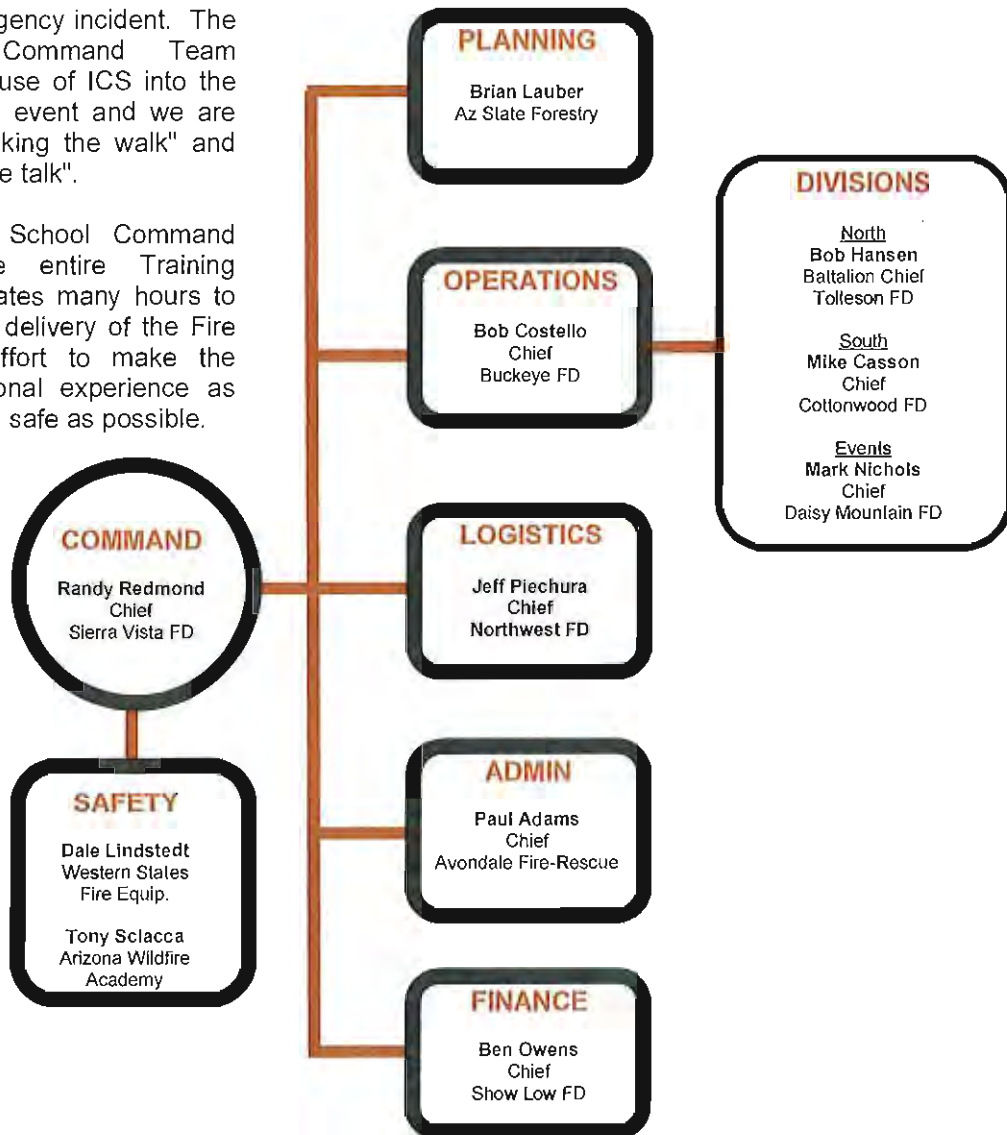 gency incident. The
Command Team
use of ICS into the
event and we are
king the walk" and
e talk".
School Command
e entire Training
ates many hours to
delivery of the Fire
ffort to make the
onal experience as
safe as possible.
COMMAND
Randy Redmond
Chief
Sierra Vista FD
SAFETY
Dale Lindstedt
Western States
Fire Equip.
Tony Sciacca
Arizona Wildfire
Academy
PLANNING
Brian Lauber
Az State Forestry
OPERATIONS
Bob Costello
Chief
Buckeye FD
DIVISIONS
North
Bob Hansen
Battalion Chief
Tolleson FD
South
Mike Casson
Chief
Cottonwood FD
Events
Mark Nichols
Chief
Daisy Mountain FD
LOGISTICS
Jeff Piechura
Chief
Northwest FD
ADMIN
Paul Adams
Chief
Avondale Fire-Rescue
FINANCE
Ben Owens
Chief
Show Low FD